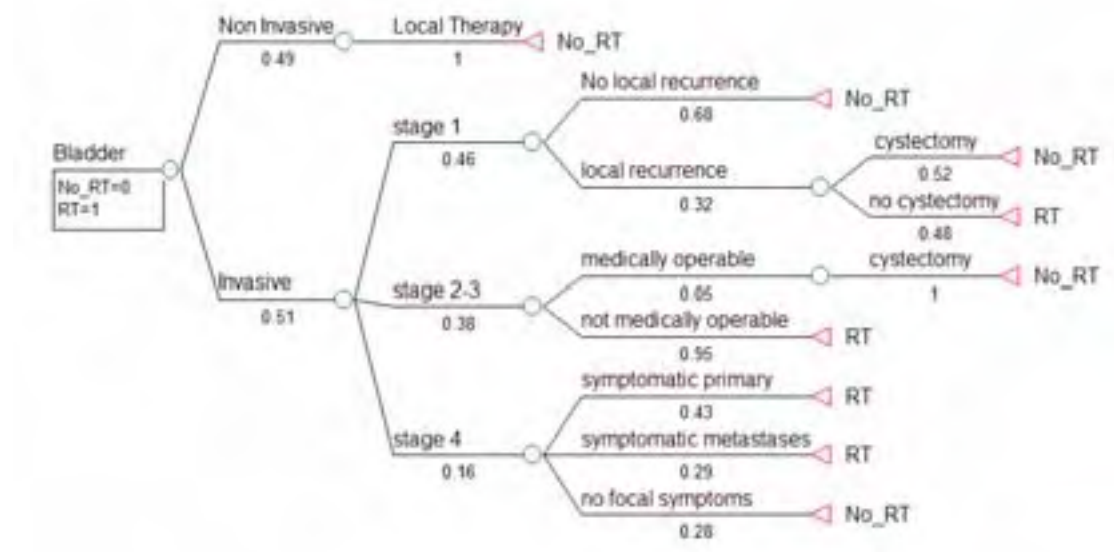 Non Invasive
0.49
Local Therapy
1
No_RT
No local recurrence
0.68
No_RT
stage 1
0.46
cystectomy
0.52
No_RT
Bladder
No_RT=0
RT=1
local recurrence
0.32
no cystectomy
0.48
RT
Invasive
0.51
stage 2-3
0.38
medically operable
0.05
cystectomy
1
No_RT
not medically operable
0.95
RT
symptomatic primary
0.43
RT
stage 4
0.16
symptomatic metastases
0.29
RT
no focal symptoms
0.28
No_RT